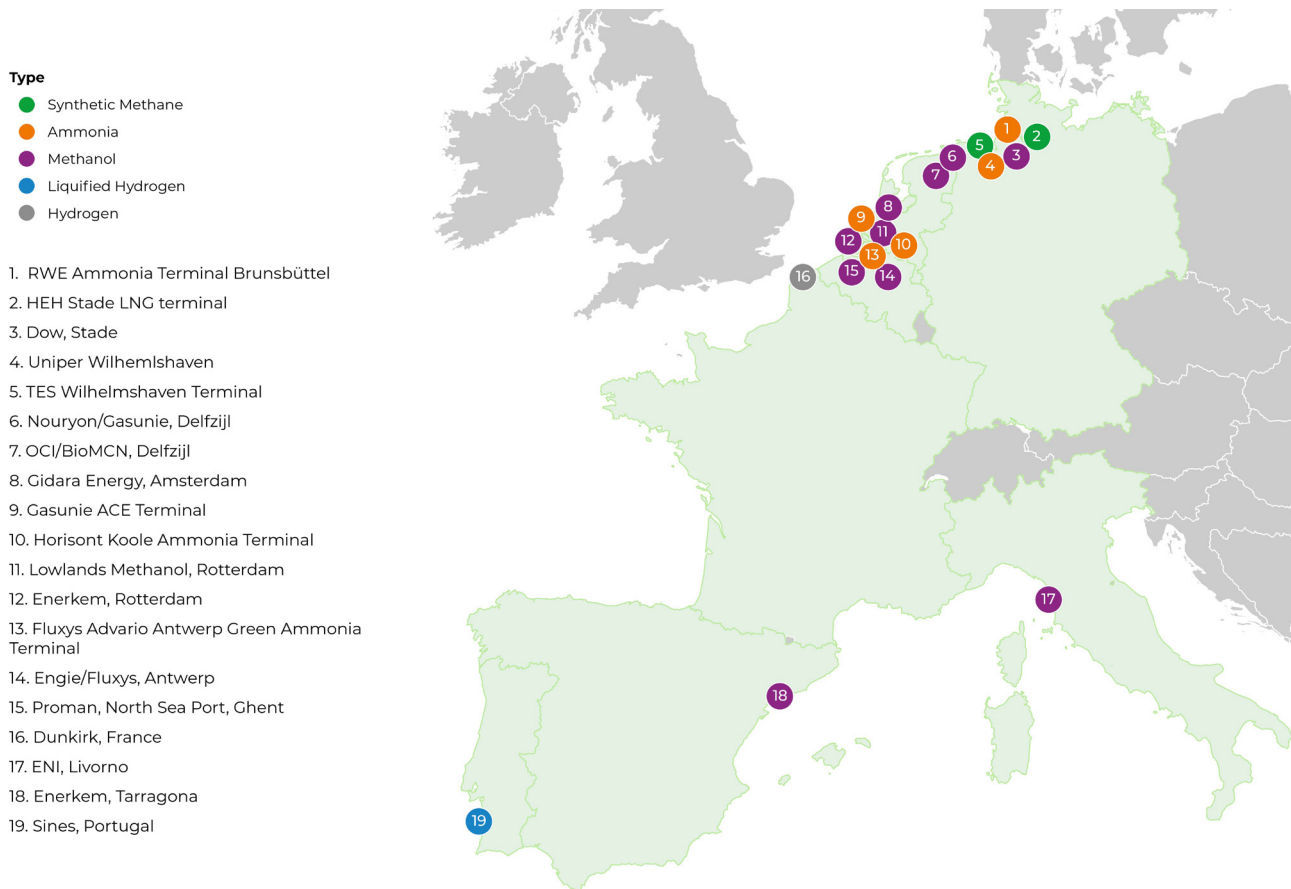 Type
Synthetic Methane
Ammonia
Methanol
Liquified Hydrogen
Hydrogen
1. RWE Ammonia Terminal Brunsbüttel
2. HEH Stade LNG terminal
3. Dow, Stade
4. Uniper Wilhemlshaven
5. TES Wilhelmshaven Terminal
6. Nouryon/Gasunie, Delfzijl
7. OCI/BioMCN, Delfzijl
8. Gidara Energy, Amsterdam
9. Gasunie ACE Terminal
10. Horisont Koole Ammonia Terminal
11. Lowlands Methanol, Rotterdam
12. Enerkem, Rotterdam
13. Fluxys Advario Antwerp Green Ammonia
Terminal
14. Engie/Fluxys, Antwerp
15. Proman, North Sea Port, Ghent
16. Dunkirk, France
17. ENI, Livorno
18. Enerkem, Tarragona
19. Sines, Portugal
1
2
5
3
6
4
7
8
9
11
12
10
13
15
14
16
17
18
19